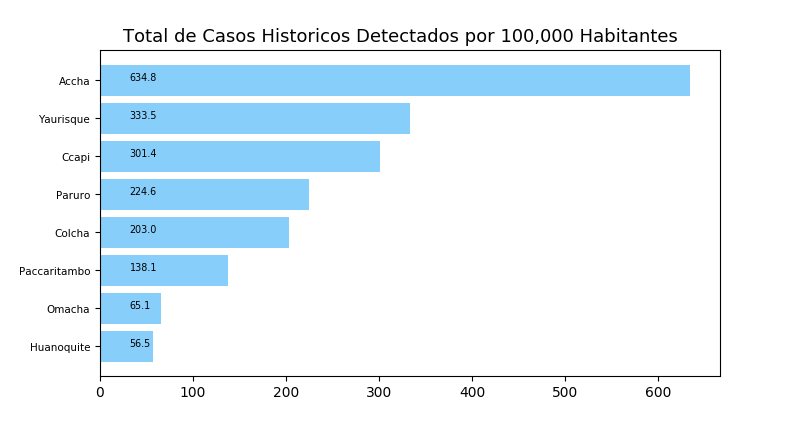 Total de Casos Historicos Detectados por 100,000 Habitantes
Accha 634.8
Yaurisque 333.5
Ccapi 301.4
Paruro 224.6
Colcha 203.0
Paccaritambo 138.1
Omacha 65.1
Huanoquite 56.5
0 100 200 300 400 500 600